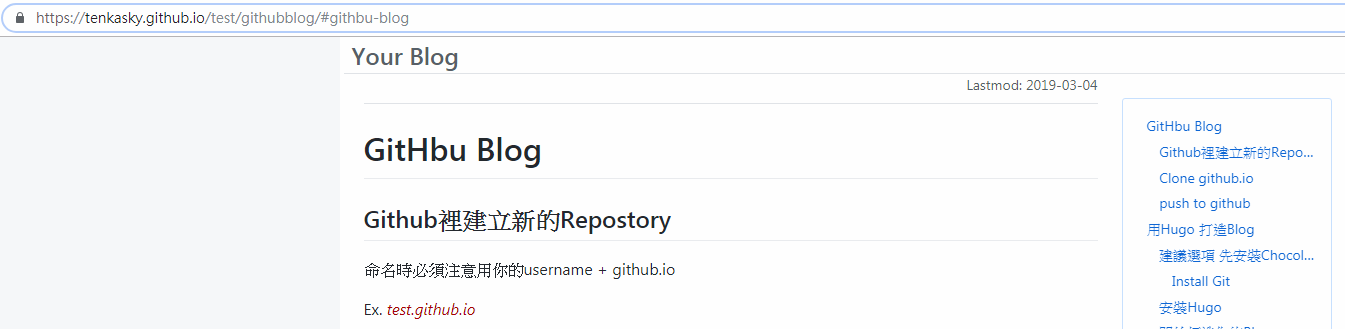 https://tenkasky.github.io/test/githubblog/#githbu-blog
Your Blog
Lastmod: 2019-03-04
GitHbu Blog
Github裡建立新的Repostory
命名時必須注意用你的username + github.io
Ex. test.github.io
GitHbu Blog
Github裡建立新的Repo...
Clone github.io
push to github
用Hugo 打造Blog
建議選項 先安裝Chocol...
Install Git
安裝Hugo